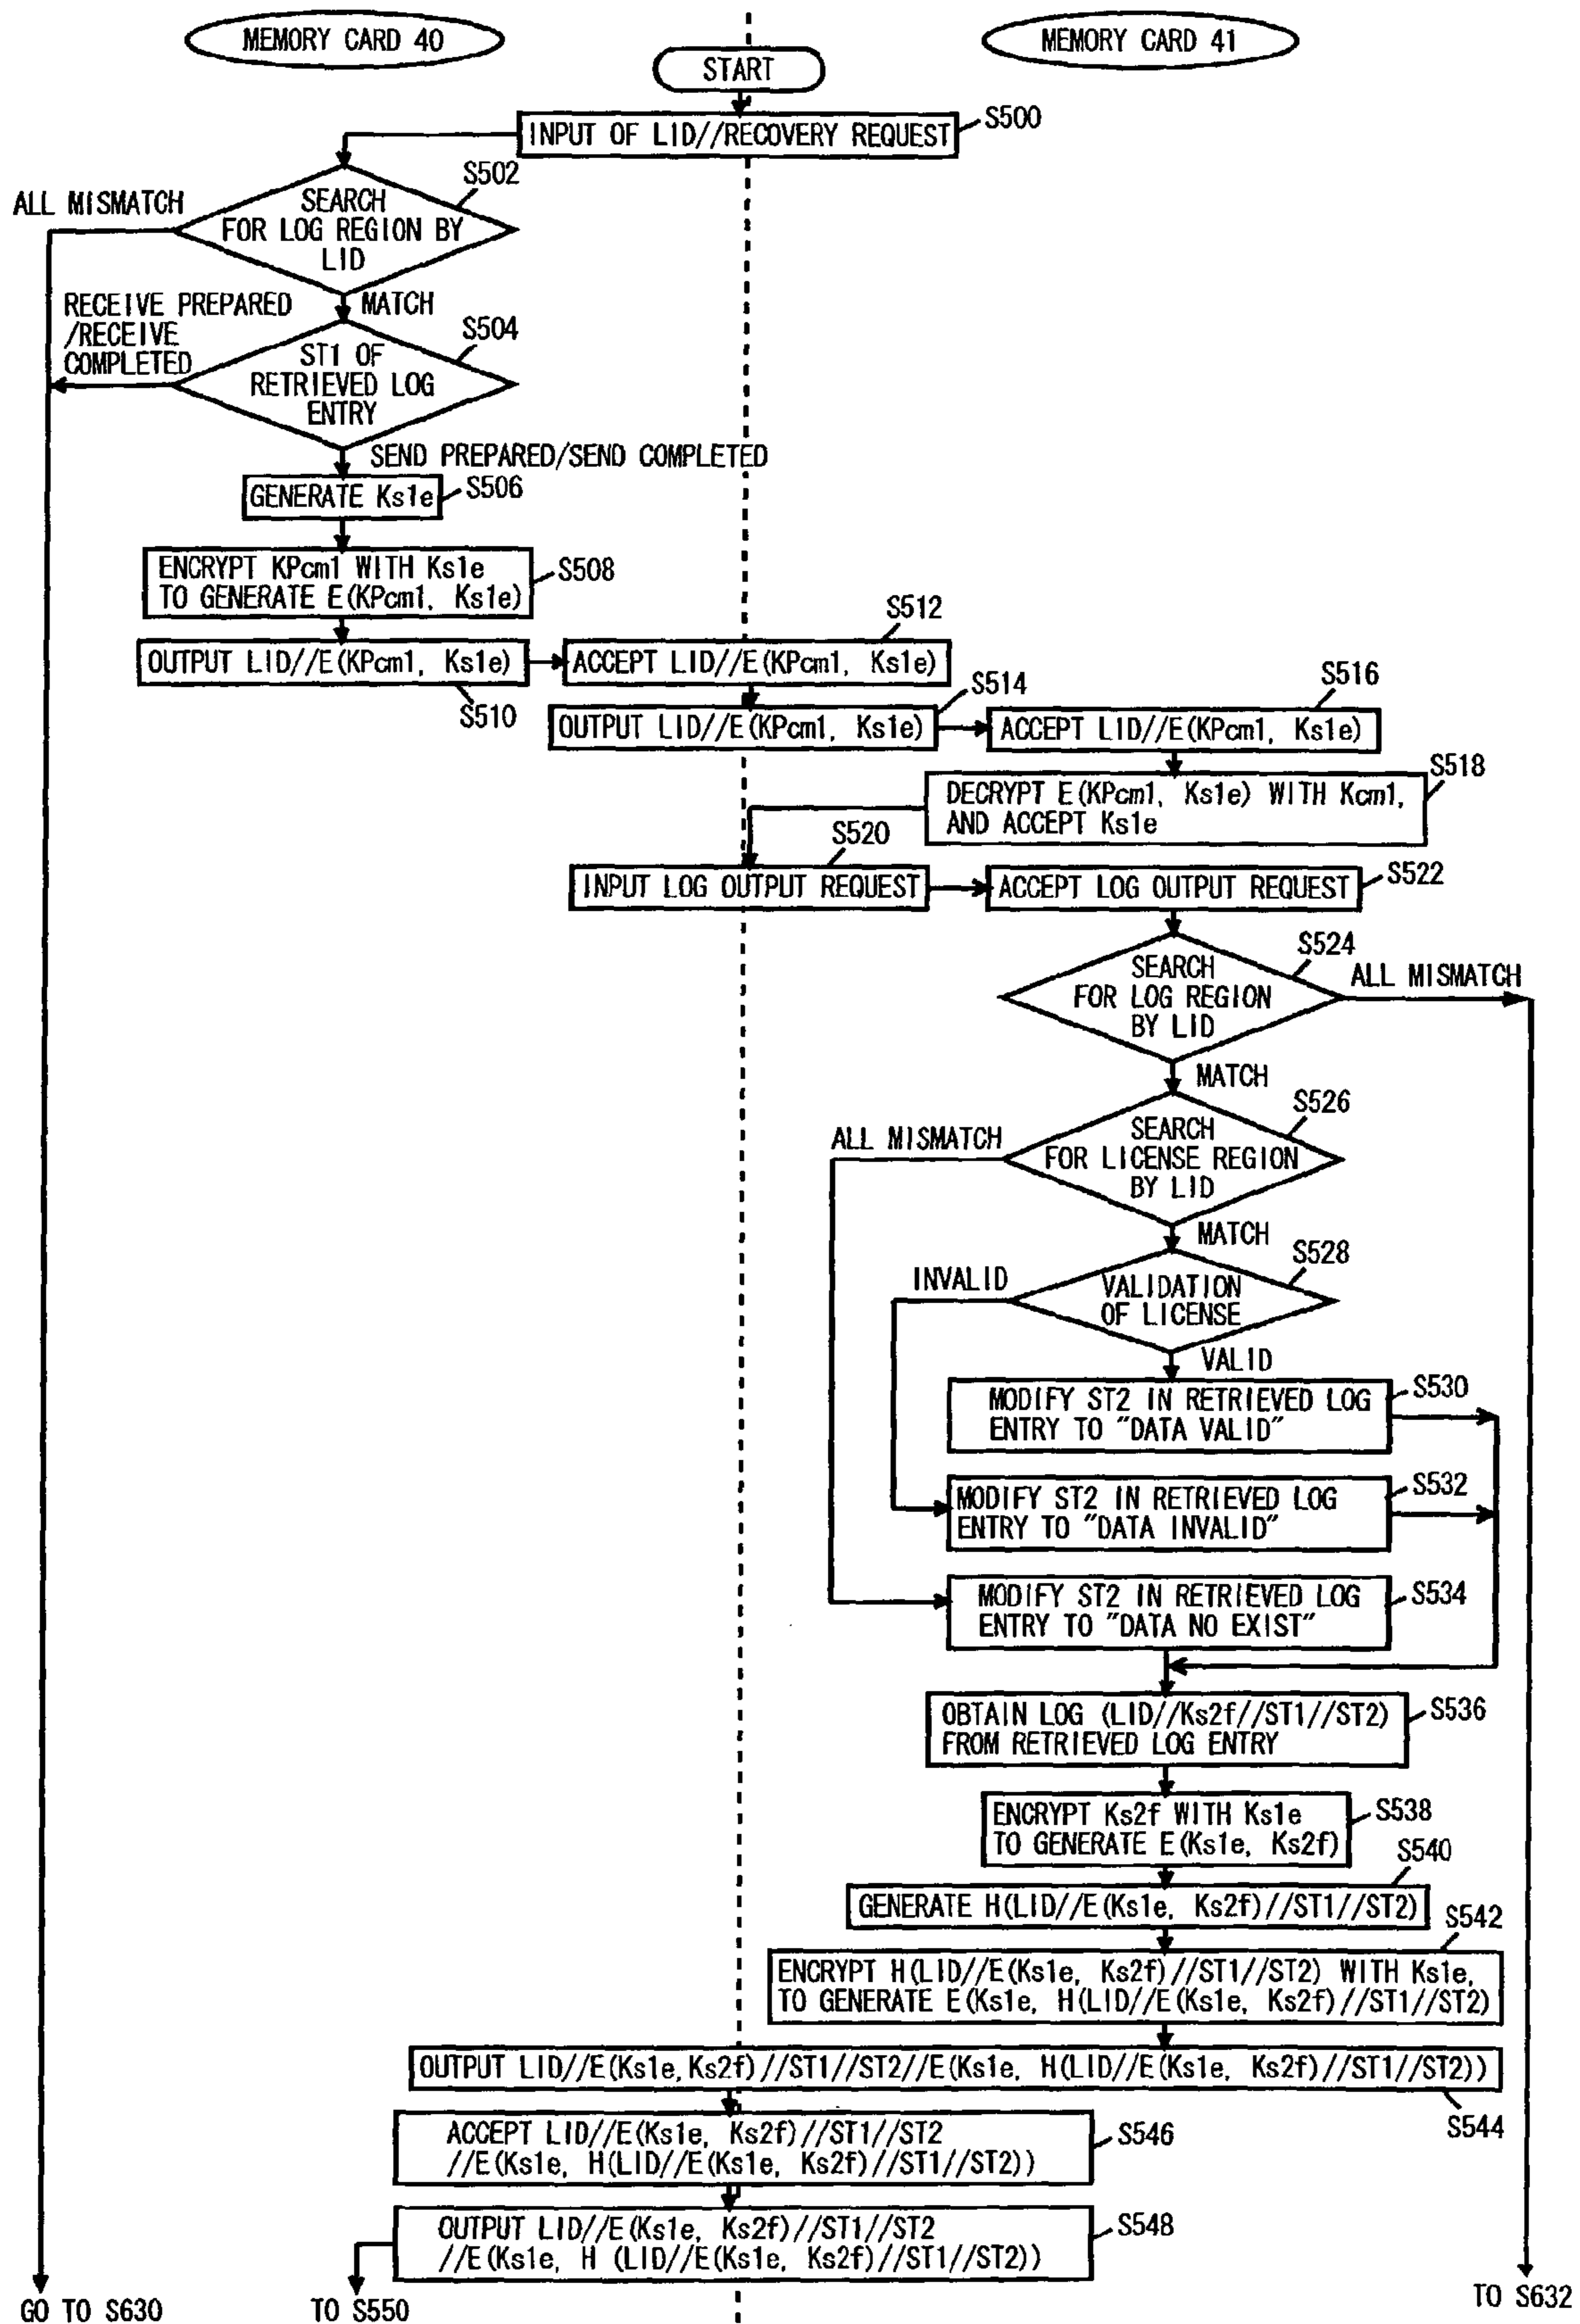 MEMORY CARD 40
MEMORY CARD 41
START
INPUT OF LID//RECOVERY REQUEST
S500
S502
ALL MISMATCH
SEARCH
FOR LOG REGION BY
LID
RECEIVE PREPARED
/RECEIVE
COMPLETED
MATCH
S504
ST1 OF
RETRIEVED LOG
ENTRY
SEND PREPARED/SEND COMPLETED
GENERATE Ks1e
S506
ENCRYPT KPcm1 WITH Ks1e
TO GENERATE E(KPcm1, Ks1e)
S508
S512
OUTPUT LID//E(KPcm1, Ks1e)
ACCEPT LID//E(KPcm1, Ks1e)
S510
S514
S516
OUTPUT LID//E(KPcm1, Ks1e)
ACCEPT LID//E(KPcm1, Ks1e)
S518
DECRYPT E(KPcm1, Ks1e) WITH Kcm1,
AND ACCEPT Ks1e
S520
INPUT LOG OUTPUT REQUEST
ACCEPT LOG OUTPUT REQUEST
S522
S524
SEARCH
FOR LOG REGION
BY LID
ALL MISMATCH
MATCH
S526
ALL MISMATCH
SEARCH
FOR LICENSE REGION
BY LID
MATCH
S528
INVALID
VALIDATION
OF LICENSE
VALID
MODIFY ST2 IN RETRIEVED LOG
ENTRY TO "DATA VALID"
S530
MODIFY ST2 IN RETRIEVED LOG
ENTRY TO "DATA INVALID"
S532
MODIFY ST2 IN RETRIEVED LOG
ENTRY TO "DATA NO EXIST"
S534
OBTAIN LOG (LID//Ks2f//ST1//ST2)
FROM RETRIEVED LOG ENTRY
S536
ENCRYPT Ks2f WITH Ks1e
TO GENERATE E(Ks1e, Ks2f)
S538
S540
GENERATE H(LID//E(Ks1e, Ks2f)//ST1//ST2)
S542
ENCRYPT H(LID//E(Ks1e, Ks2f)//ST1//ST2) WITH Ks1e,
TO GENERATE E(Ks1e, H(LID//E(Ks1e, Ks2f)//ST1//ST2)
OUTPUT LID//E(Ks1e,Ks2f)//ST1//ST2//E(Ks1e, H(LID//E(Ks1e, Ks2f)//ST1//ST2))
S544
ACCEPT LID//E(Ks1e, Ks2f)//ST1//ST2
//E(Ks1e, H(LID//E(Ks1e, Ks2f)//ST1//ST2))
S546
OUTPUT LID//E(Ks1e, Ks2f)//ST1//ST2
//E(Ks1e, H (LID//E(Ks1e, Ks2f)//ST1//ST2))
S548
GO TO S630
TO S550
TO S632